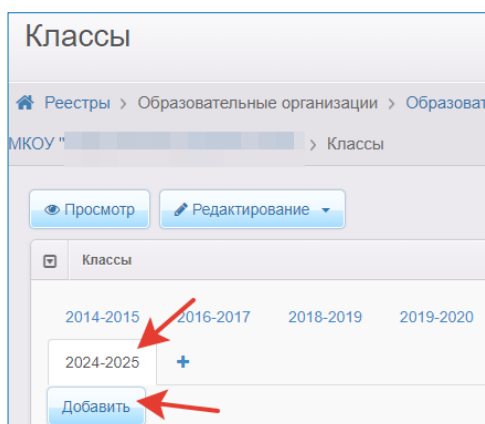 Классы
Реестры > Образовательные организации > Образоват
МКОУ " > Классы
Просмотр Редактирование
Классы
2014-2015 2016-2017 2018-2019 2019-2020
2024-2025 +
Добавить